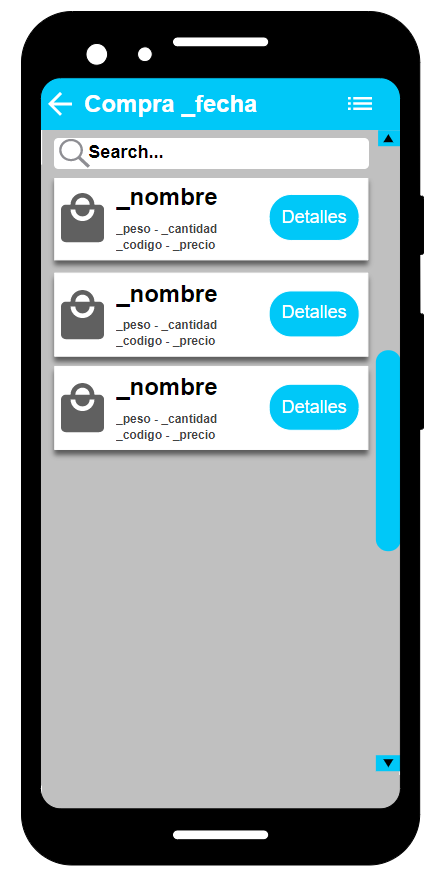 Compra _fecha
Search...
_nombre
_peso - _cantidad
_codigo - _precio
Detalles
_nombre
_peso - _cantidad
_codigo - _precio
Detalles
_nombre
_peso - _cantidad
_codigo - _precio
Detalles